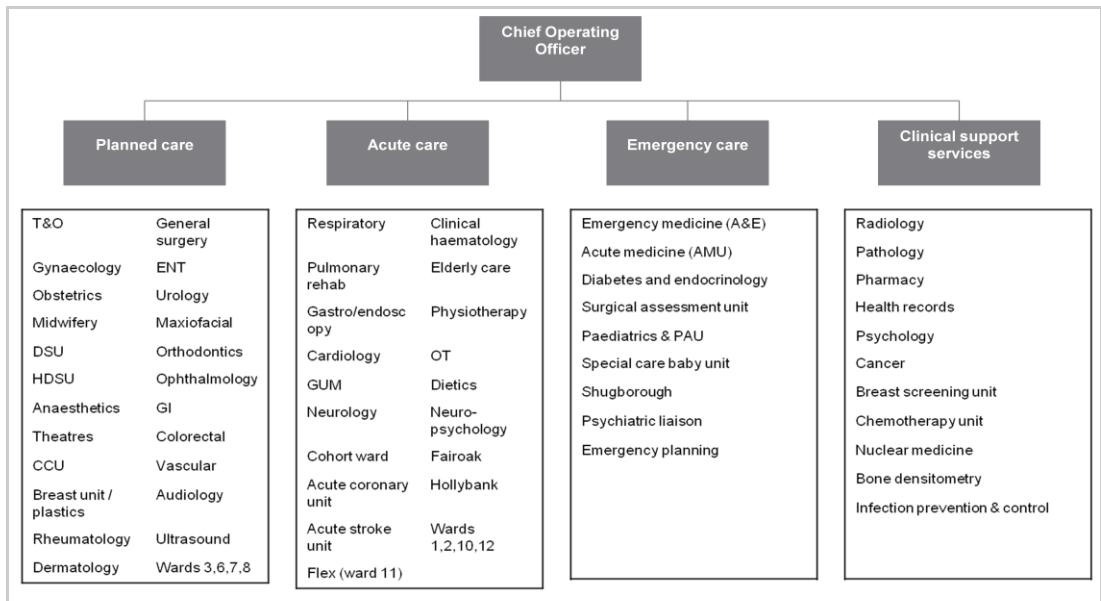 Chief Operating
Officer
Planned care
Acute care
Emergency care
Clinical support
services
T&O
General
surgery
Gynaecology
ENT
Obstetrics
Urology
Midwifery
Maxiofacial
DSU
Orthodontics
HDSU
Ophthalmology
Anaesthetics
GI
Theatres
Colorectal
CCU
Vascular
Breast unit /
plastics
Audiology
Rheumatology
Ultrasound
Dermatology
Wards 3,6,7,8
Respiratory
Clinical
haematology
Pulmonary
rehab
Elderly care
Gastro/endosc
opy
Physiotherapy
Cardiology
OT
GUM
Dietics
Neurology
Neuro-
psychology
Cohort ward
Fairoak
Acute coronary
unit
Hollybank
Acute stroke
unit
Wards
1,2,10,12
Flex (ward 11)
Emergency medicine (A&E)
Acute medicine (AMU)
Diabetes and endocrinology
Surgical assessment unit
Paediatrics & PAU
Special care baby unit
Shugborough
Psychiatric liaison
Emergency planning
Radiology
Pathology
Pharmacy
Health records
Psychology
Cancer
Breast screening unit
Chemotherapy unit
Nuclear medicine
Bone densitometry
Infection prevention & control